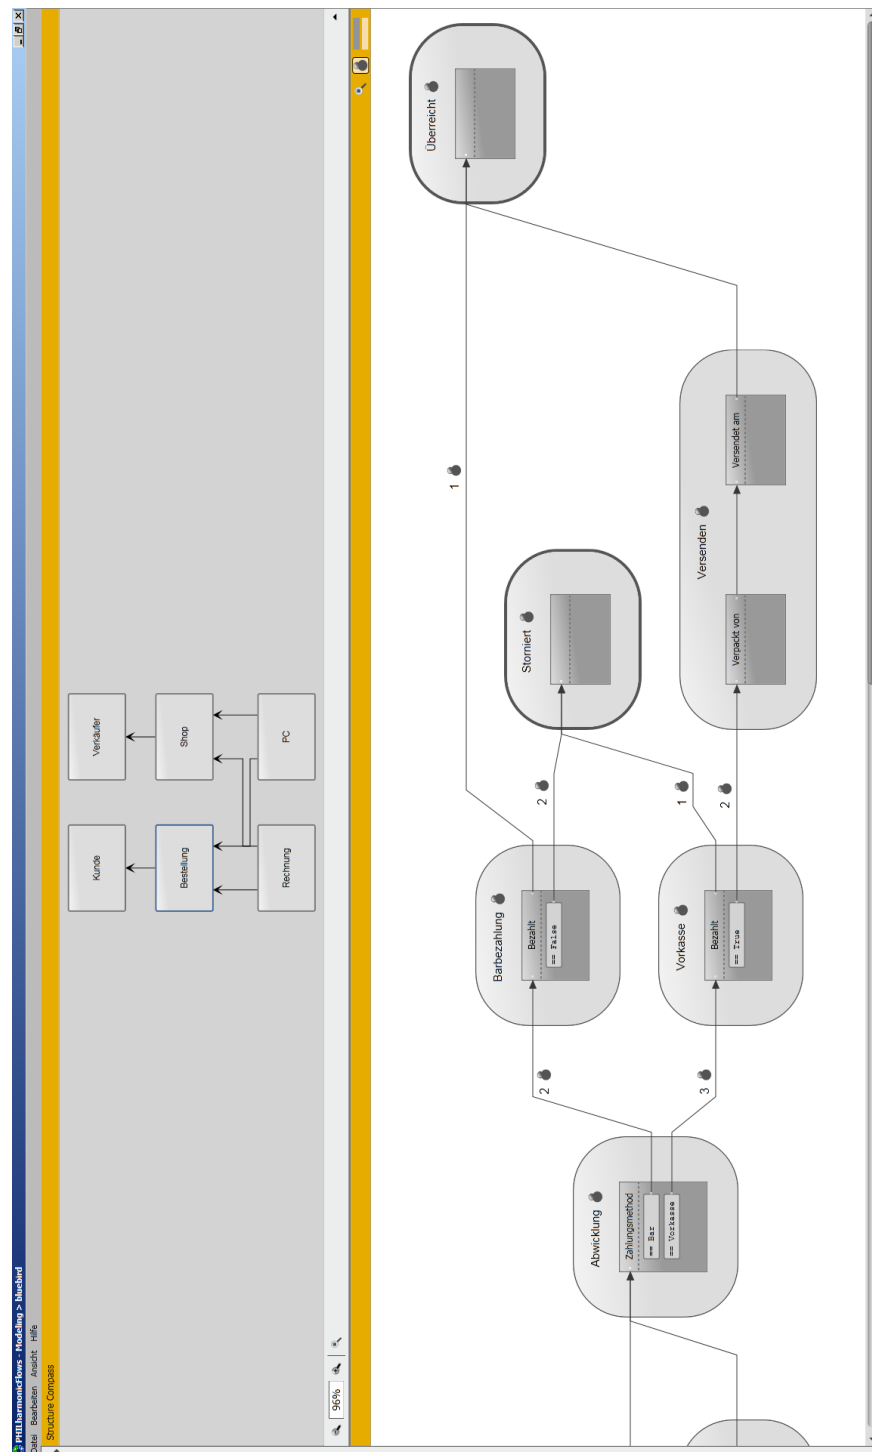 PHILharmonicFlows - Modeling > bluebird
Datei Bearbeiten Ansicht Hilfe
Structure Compass
Kunde
Verkäufer
Bestellung
Shop
Rechnung
PC
96%
Abwicklung
Zahlungsmethod
== Bar
== Vorkasse
2
3
Barbezahlung
Bezahlt
== False
Vorkasse
Bezahlt
== True
1
2
1
2
Storniert
Versenden
Verpackt von
Versendet am
Überreicht